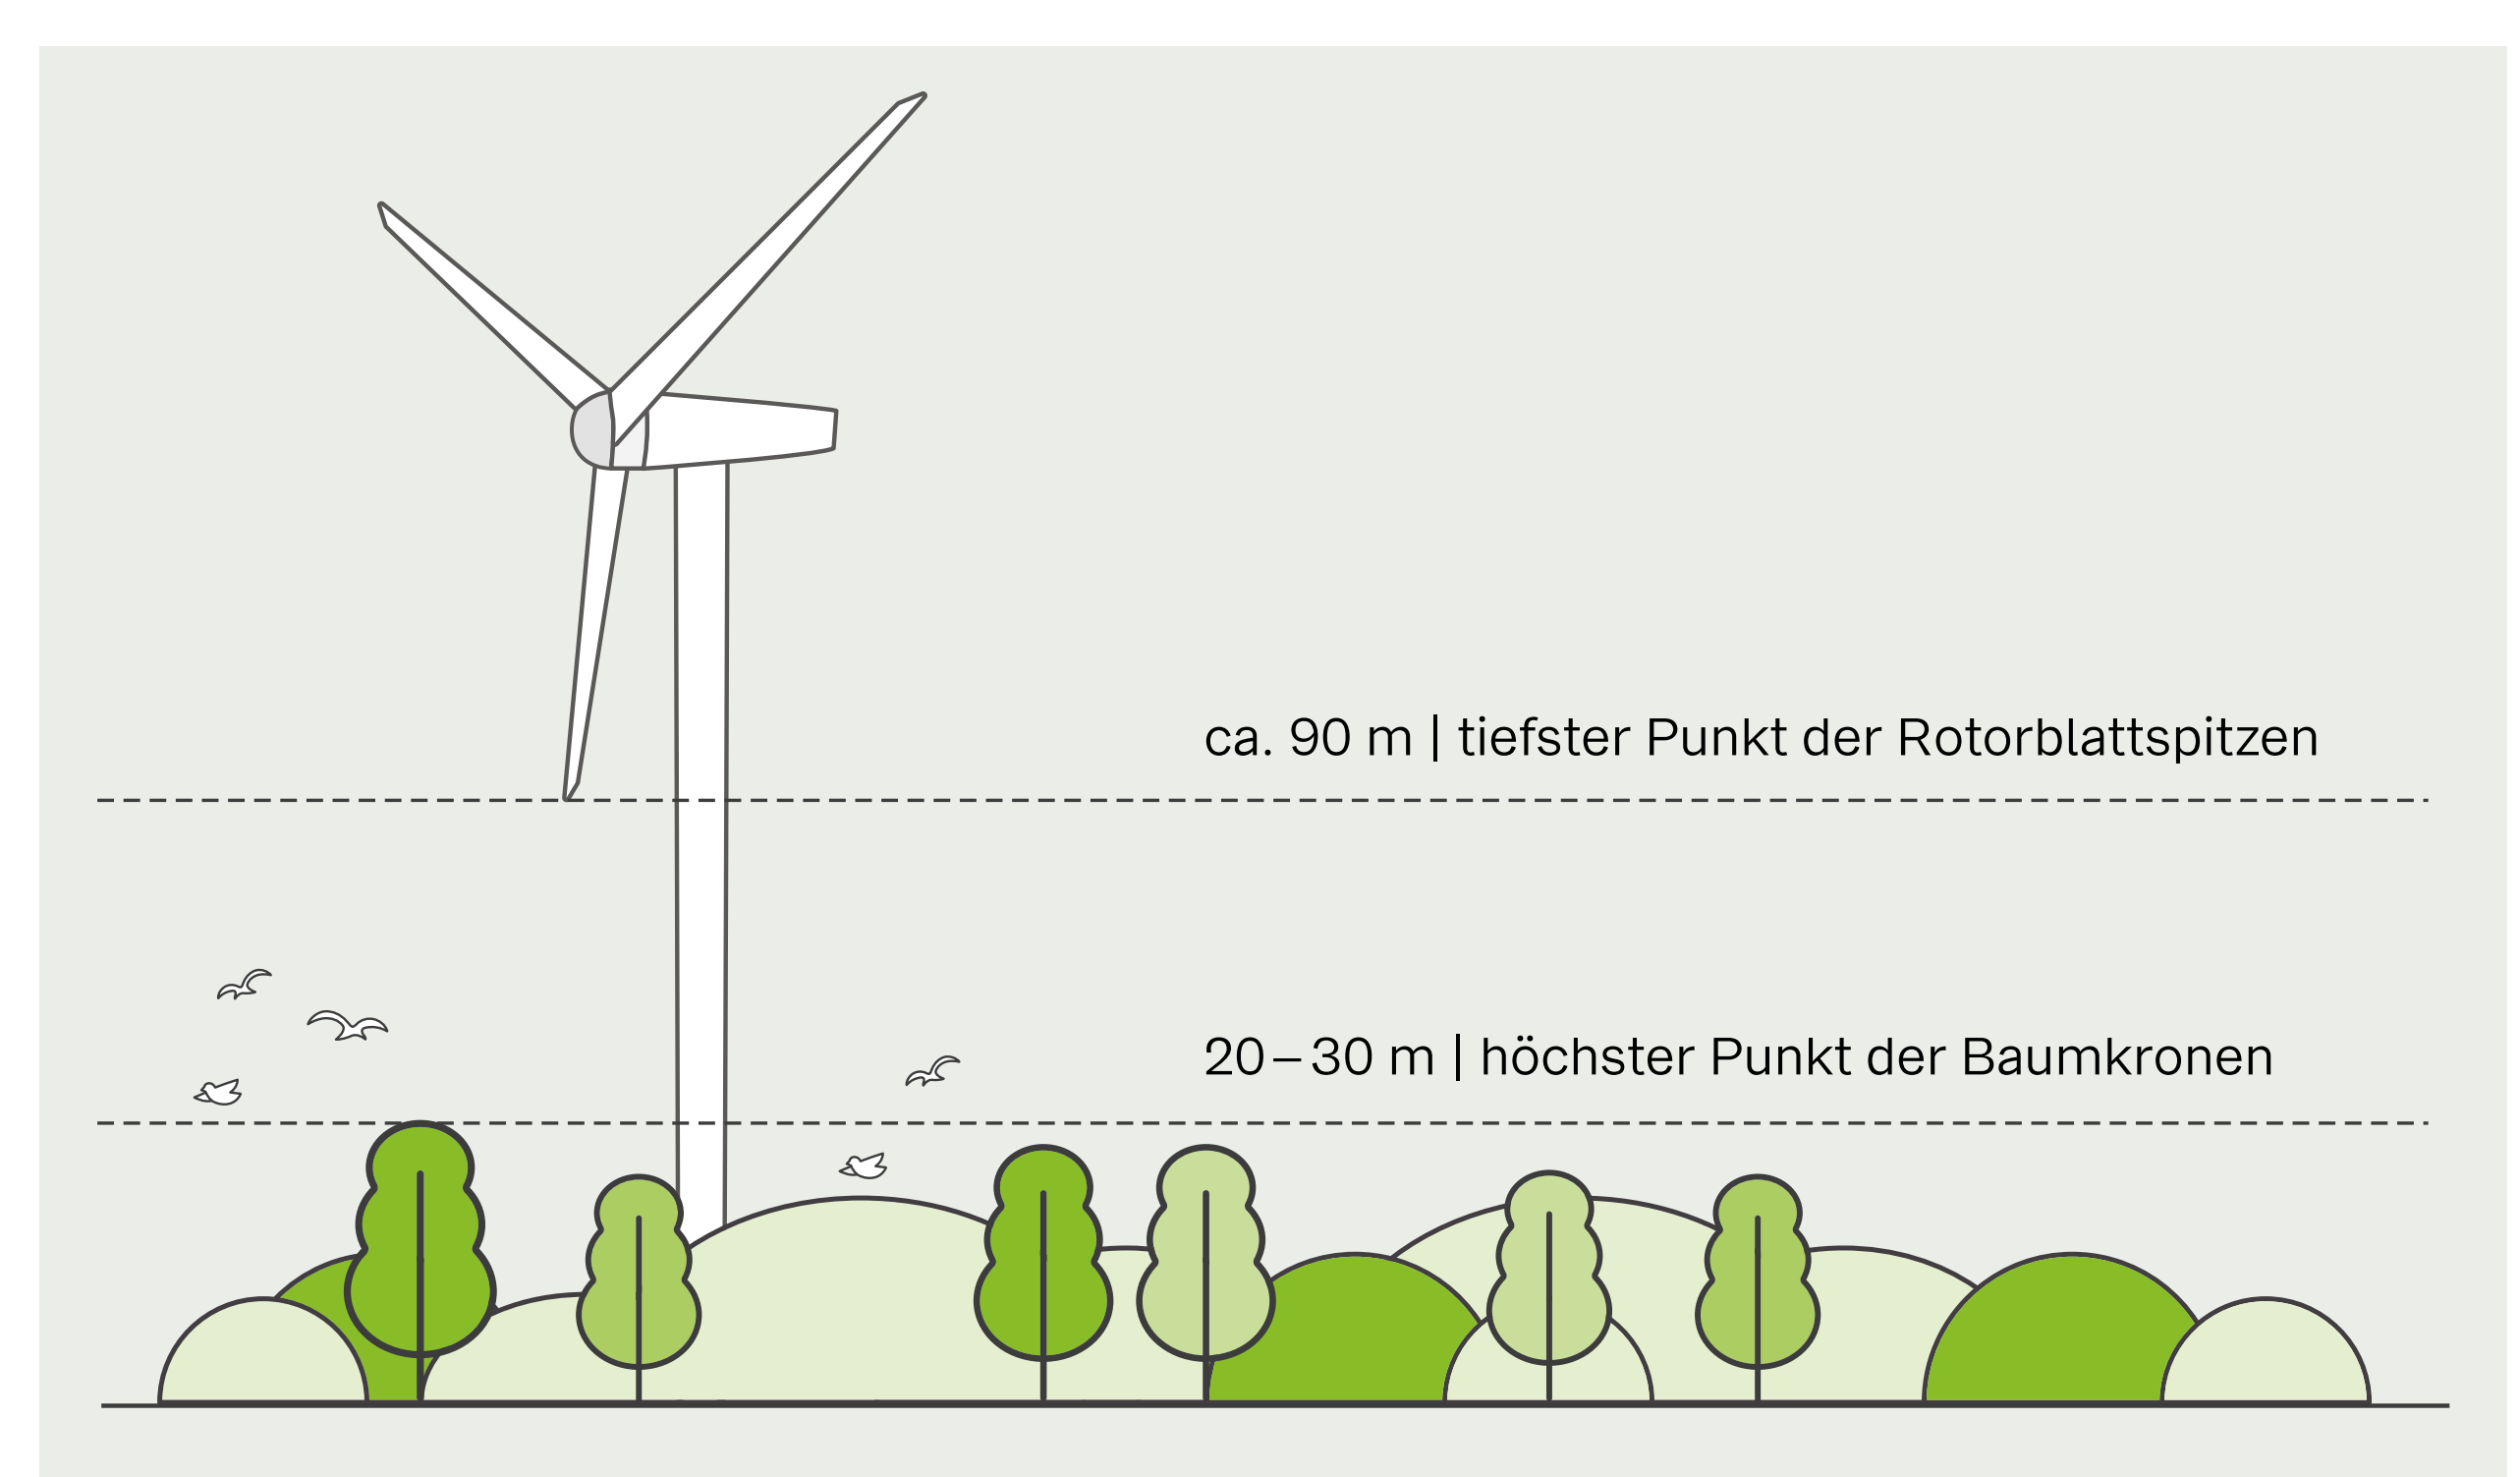 ca. 90 m | tiefster Punkt der Rotorblattspitzen
20 – 30 m | höchster Punkt der Baumkronen